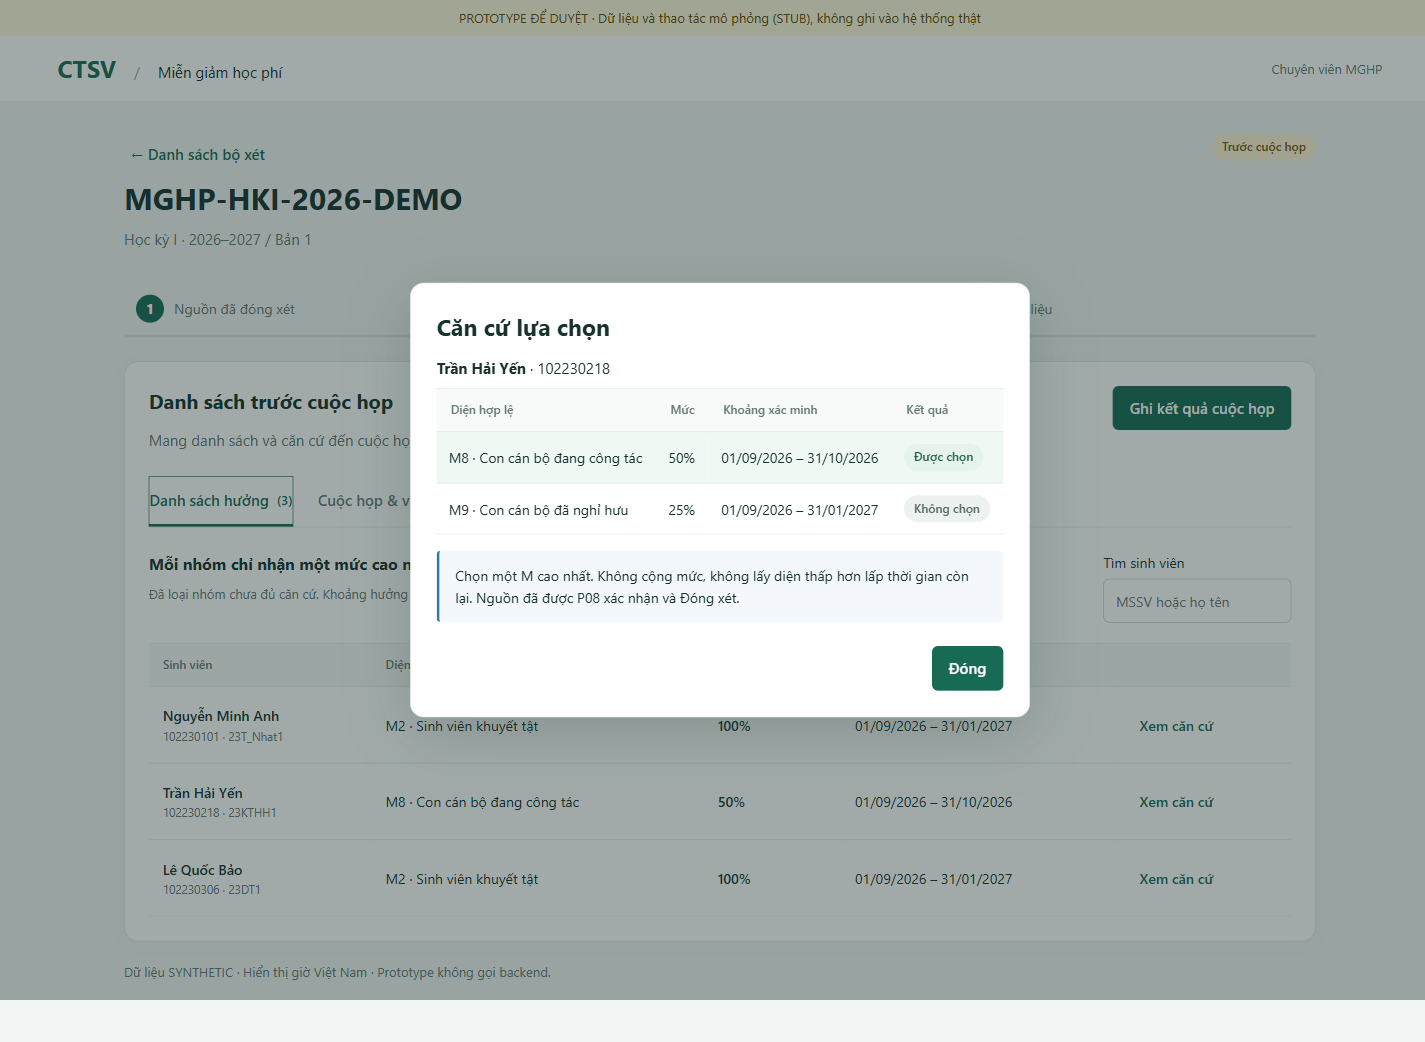 PROTOTYPE ĐỂ DUYỆT · Dữ liệu và thao tác mô phỏng (STUB), không ghi vào hệ thống thật
CTSV / Miễn giảm học phí
Chuyên viên MGHP
← Danh sách bộ xét
Trước cuộc họp
MGHP-HKI-2026-DEMO
Học kỳ I · 2026–2027 / Bản 1
1 Nguồn đã đóng xét
liệu
Căn cứ lựa chọn
Trần Hải Yến · 102230218
Diện hợp lệ Mức Khoảng xác minh Kết quả
M8 · Con cán bộ đang công tác 50% 01/09/2026 – 31/10/2026 Được chọn
M9 · Con cán bộ đã nghỉ hưu 25% 01/09/2026 – 31/01/2027 Không chọn
Chọn một M cao nhất. Không cộng mức, không lấy diện thấp hơn lấp thời gian còn
lại. Nguồn đã được P08 xác nhận và Đóng xét.
Đóng
Danh sách trước cuộc họp
Ghi kết quả cuộc họp
Mang danh sách và căn cứ đến cuộc họ
Danh sách hưởng (3) Cuộc họp & v
Mỗi nhóm chỉ nhận một mức cao n
Đã loại nhóm chưa đủ căn cứ. Khoảng hưởng
Tìm sinh viên
MSSV hoặc họ tên
Sinh viên Diện
Nguyễn Minh Anh
102230101 · 23T_Nhat1
M2 · Sinh viên khuyết tật 100% 01/09/2026 – 31/01/2027 Xem căn cứ
Trần Hải Yến
102230218 · 23KTHH1
M8 · Con cán bộ đang công tác 50% 01/09/2026 – 31/10/2026 Xem căn cứ
Lê Quốc Bảo
102230306 · 23DT1
M2 · Sinh viên khuyết tật 100% 01/09/2026 – 31/01/2027 Xem căn cứ
Dữ liệu SYNTHETIC · Hiển thị giờ Việt Nam · Prototype không gọi backend.